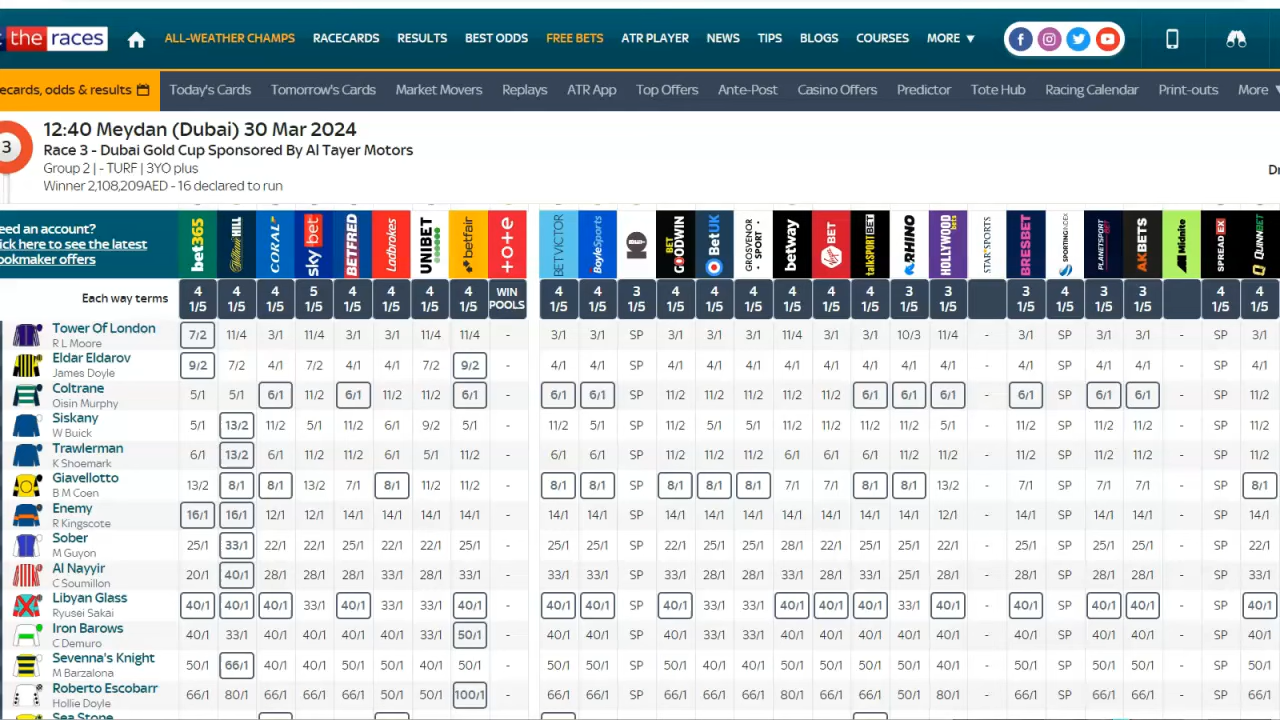 the races
ALL-WEATHER CHAMPS RACECARDS RESULTS BEST ODDS FREE BETS ATR PLAYER NEWS TIPS BLOGS COURSES MORE ▼
ecards, odds & results Today's Cards Tomorrow's Cards Market Movers Replays ATR App Top Offers Ante-Post Casino Offers Predictor Tote Hub Racing Calendar Print-outs More
3
12:40 Meydan (Dubai) 30 Mar 2024
Race 3 - Dubai Gold Cup Sponsored By Al Tayer Motors
Group 2 | - TURF | 3YO plus
Winner 2,108,209AED - 16 declared to run
eed an account?
ick here to see the latest
ookmaker offers
bet365 William HILL CORAL sky bet BETFRED Ladbrokes UNIBET betfair tote BETVICTOR BoyleSports BET GOODWIN BetUK GROSVENOR SPORT betway Virgin BET talkSPORT BET RHINO HOLLYWOOD bets STARSPORTS BRESBET SPORTING INDEX PLANETSPORT BET AKBETS Midnite SPREADEX QUINNBET
Each way terms 4 4 4 5 4 4 4 4 WIN 4 4 3 4 4 4 4 4 4 3 3 3 4 3 3 4 4
1/5 1/5 1/5 1/5 1/5 1/5 1/5 1/5 POOLS 1/5 1/5 1/5 1/5 1/5 1/5 1/5 1/5 1/5 1/5 1/5 1/5 1/5 1/5 1/5 1/5 1/5
Tower Of London 7/2 11/4 3/1 11/4 3/1 3/1 11/4 11/4 - 3/1 3/1 SP 3/1 3/1 3/1 11/4 3/1 3/1 10/3 11/4 - 3/1 SP 3/1 3/1 - SP 3/1
R L Moore
Eldar Eldarov 9/2 7/2 4/1 7/2 4/1 4/1 7/2 9/2 - 4/1 4/1 SP 4/1 4/1 4/1 4/1 4/1 4/1 4/1 4/1 - 4/1 SP 4/1 4/1 - SP 4/1
James Doyle
Coltrane 5/1 5/1 6/1 11/2 6/1 11/2 11/2 6/1 - 6/1 6/1 SP 11/2 11/2 11/2 11/2 11/2 6/1 6/1 6/1 - 6/1 SP 6/1 6/1 - SP 11/2
Oisin Murphy
Siskany 5/1 13/2 11/2 5/1 11/2 6/1 9/2 5/1 - 11/2 5/1 SP 11/2 5/1 5/1 11/2 11/2 11/2 11/2 5/1 - 11/2 SP 11/2 11/2 - SP 11/2
W Buick
Trawlerman 6/1 13/2 6/1 11/2 11/2 6/1 5/1 11/2 - 6/1 6/1 SP 11/2 11/2 11/2 6/1 6/1 6/1 11/2 11/2 - 11/2 SP 11/2 11/2 - SP 11/2
K Shoemark
Giavellotto 13/2 8/1 8/1 13/2 7/1 8/1 11/2 11/2 - 8/1 8/1 SP 8/1 8/1 8/1 7/1 7/1 8/1 8/1 13/2 - 7/1 SP 7/1 7/1 - SP 8/1
B M Coen
Enemy 16/1 16/1 12/1 12/1 14/1 14/1 14/1 14/1 - 14/1 14/1 SP 14/1 14/1 14/1 14/1 14/1 14/1 14/1 12/1 - 14/1 SP 14/1 14/1 - SP 14/1
R Kingscote
Sober 25/1 33/1 22/1 22/1 25/1 22/1 22/1 25/1 - 25/1 25/1 SP 22/1 25/1 25/1 28/1 22/1 25/1 25/1 22/1 - 25/1 SP 25/1 25/1 - SP 22/1
M Guyon
Al Nayyir 20/1 40/1 28/1 28/1 28/1 33/1 28/1 33/1 - 33/1 33/1 SP 33/1 28/1 28/1 33/1 28/1 33/1 25/1 28/1 - 28/1 SP 28/1 28/1 - SP 33/1
C Soumillon
Libyan Glass 40/1 40/1 40/1 33/1 40/1 33/1 33/1 40/1 - 40/1 40/1 SP 40/1 33/1 33/1 40/1 40/1 40/1 33/1 40/1 - 40/1 SP 40/1 40/1 - SP 40/1
Ryusei Sakai
Iron Barows 40/1 33/1 40/1 40/1 40/1 40/1 33/1 50/1 - 40/1 40/1 SP 40/1 33/1 33/1 40/1 40/1 40/1 40/1 40/1 - 40/1 SP 40/1 40/1 - SP 40/1
C Demuro
Sevenna's Knight 50/1 66/1 40/1 40/1 50/1 50/1 40/1 50/1 - 50/1 50/1 SP 50/1 40/1 40/1 50/1 50/1 50/1 50/1 40/1 - 50/1 SP 50/1 50/1 - SP 50/1
M Barzalona
Roberto Escobarr 66/1 80/1 66/1 66/1 66/1 50/1 50/1 100/1 - 66/1 66/1 SP 66/1 66/1 66/1 80/1 66/1 66/1 50/1 80/1 - 66/1 SP 66/1 66/1 - SP 66/1
Hollie Doyle
Sea Stone